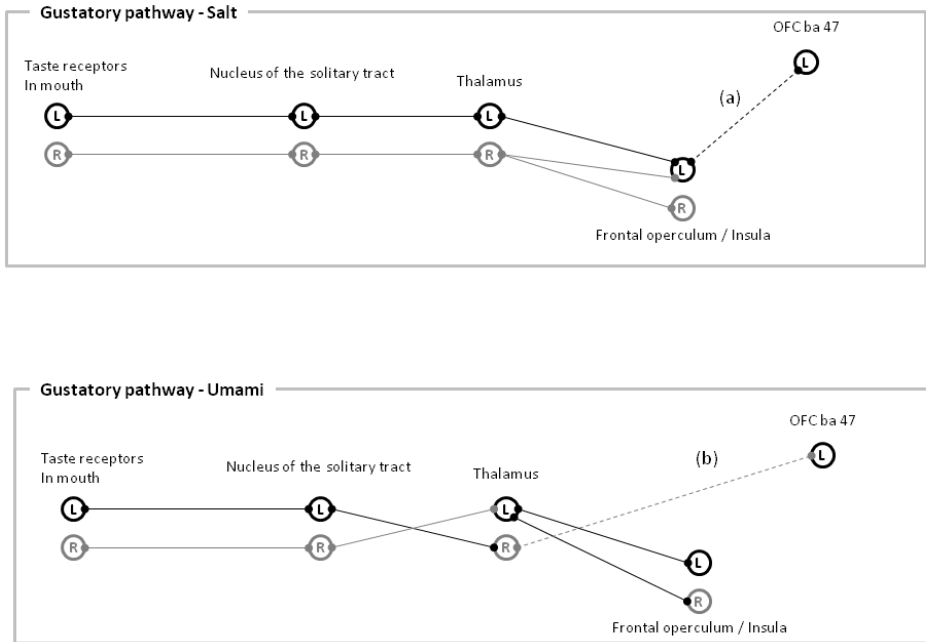 Gustatory pathway - Salt
OFC ba 47
Taste receptors
In mouth
Nucleus of the solitary tract
Thalamus
(a)
L
L
L
L
R
R
R
L
R
Frontal operculum / Insula
Gustatory pathway - Umami
OFC ba 47
Taste receptors
In mouth
Nucleus of the solitary tract
Thalamus
(b)
L
L
L
L
R
R
R
L
R
Frontal operculum / Insula